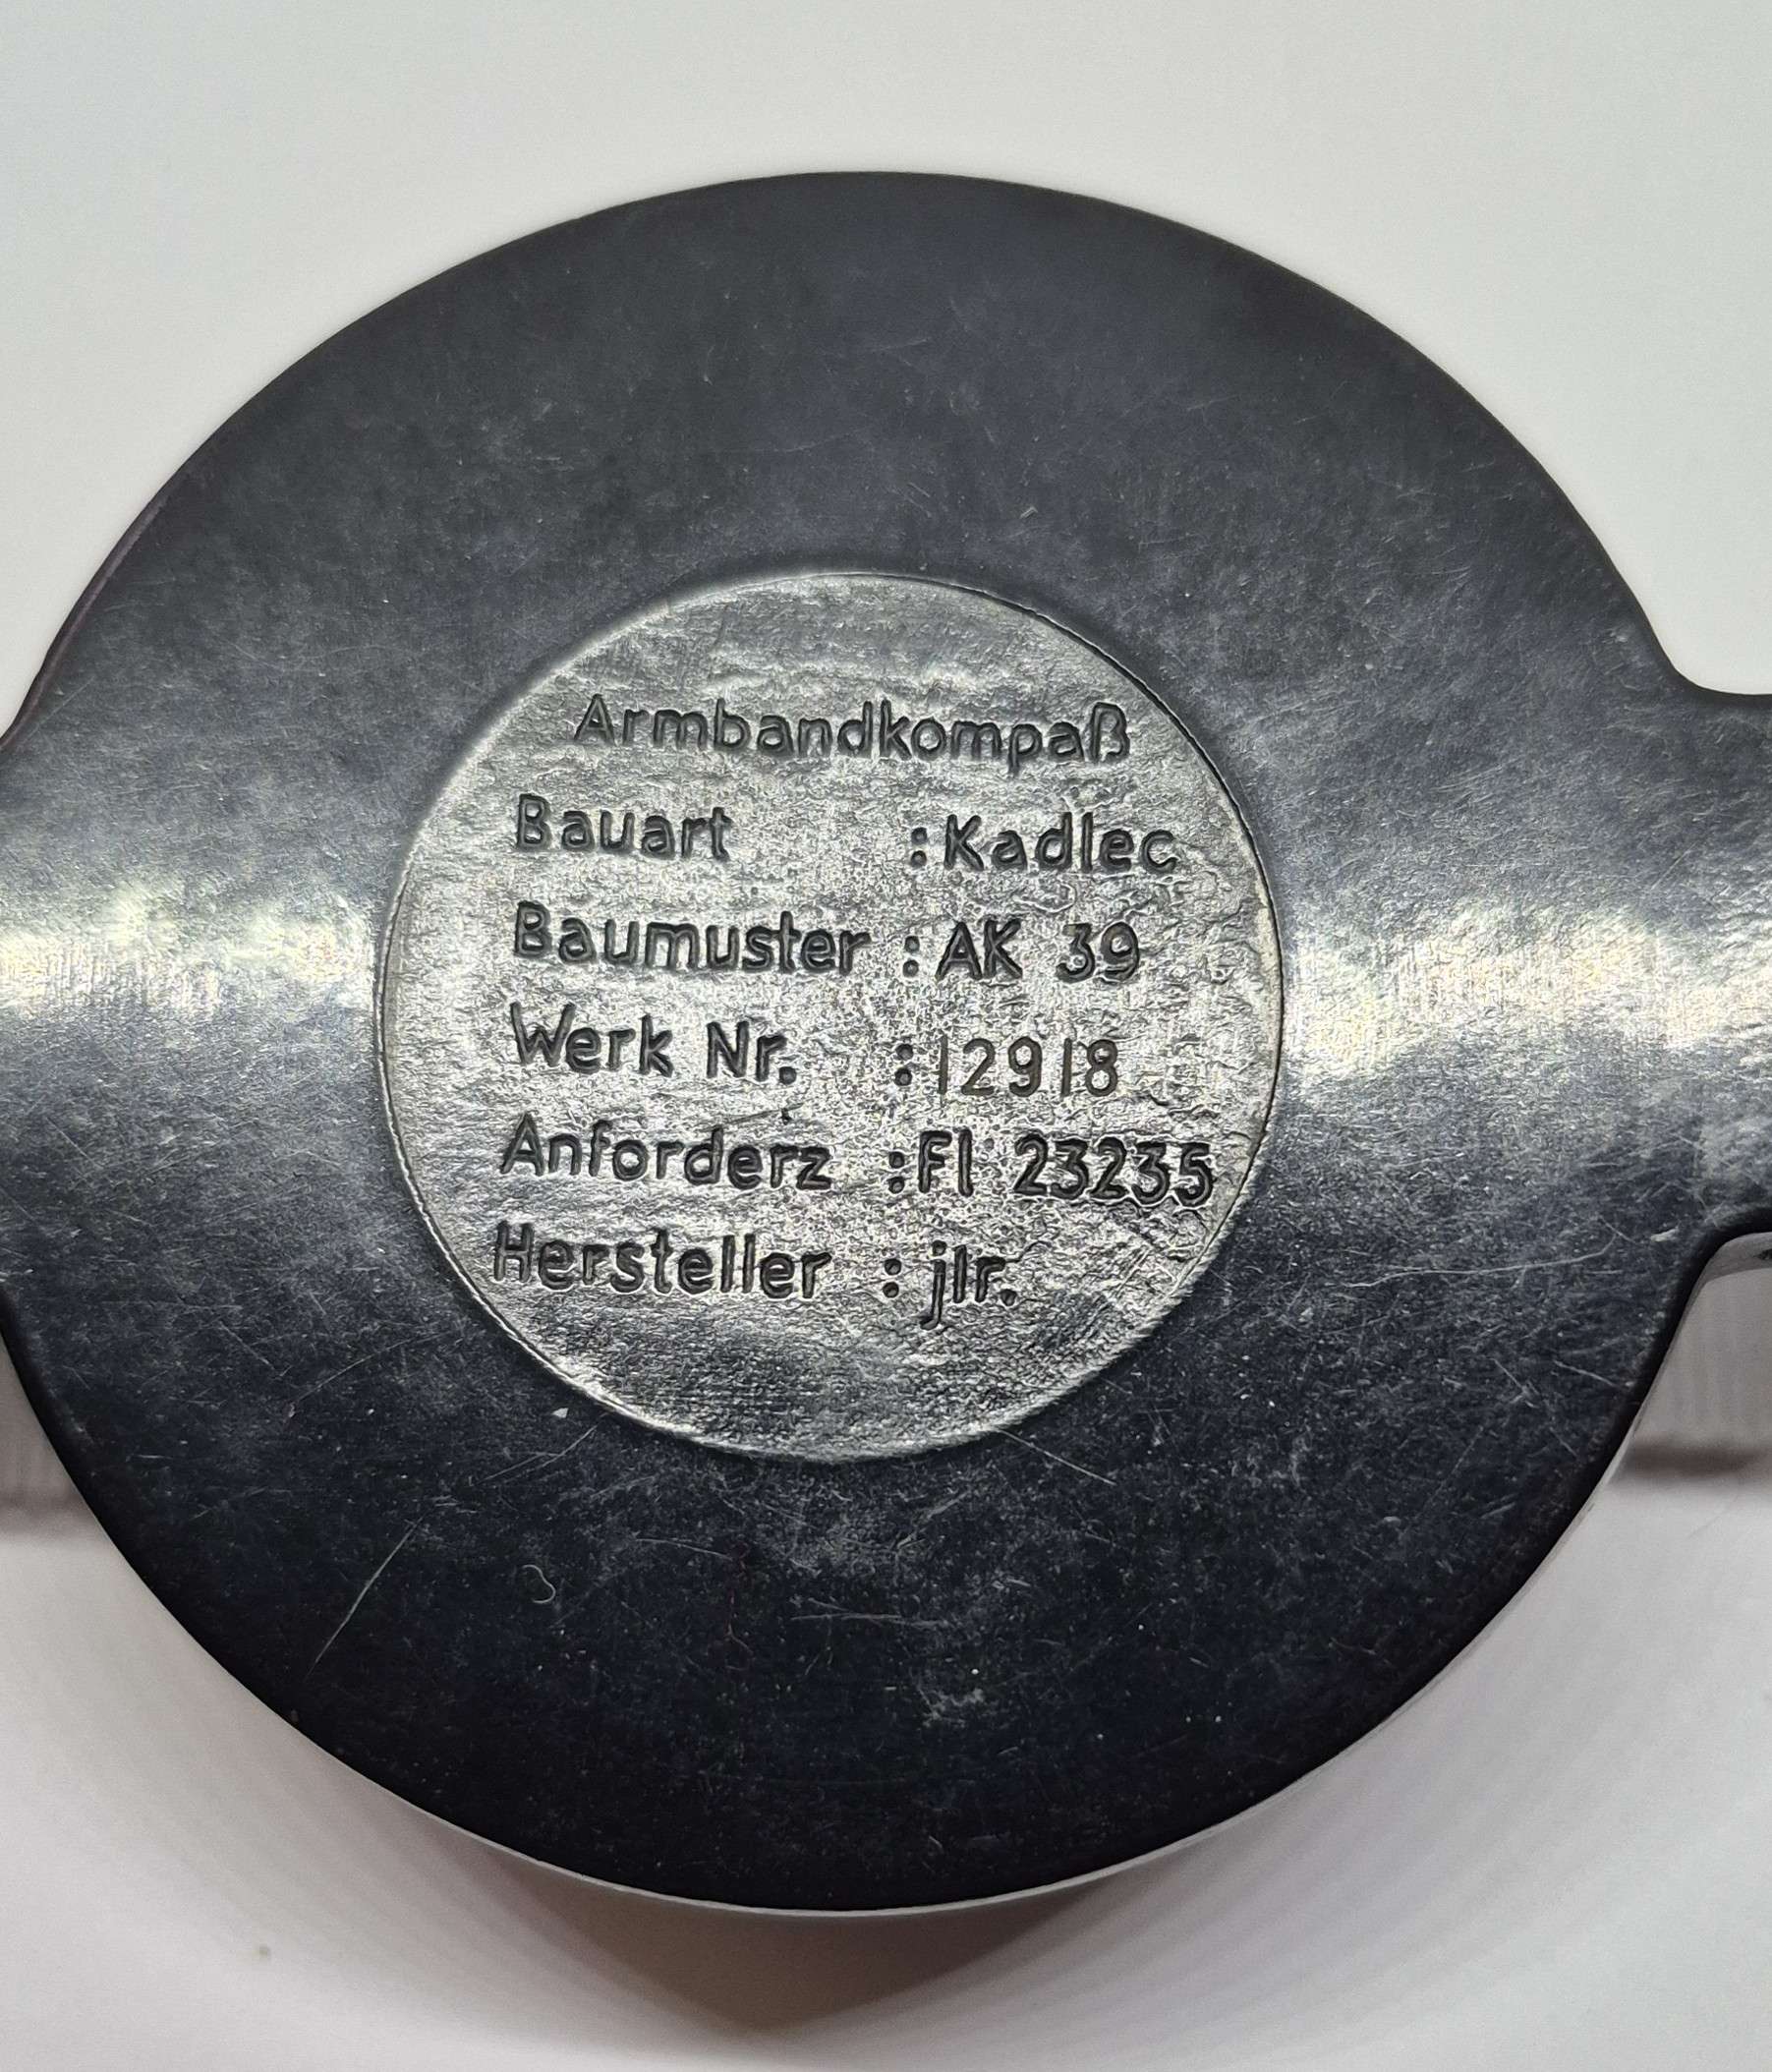 Armbandkompaß
Bauart :Kadlec
Baumuster :AK 39
Werk Nr. :12918
Anforderz :Fl 23235
Hersteller :jlr.